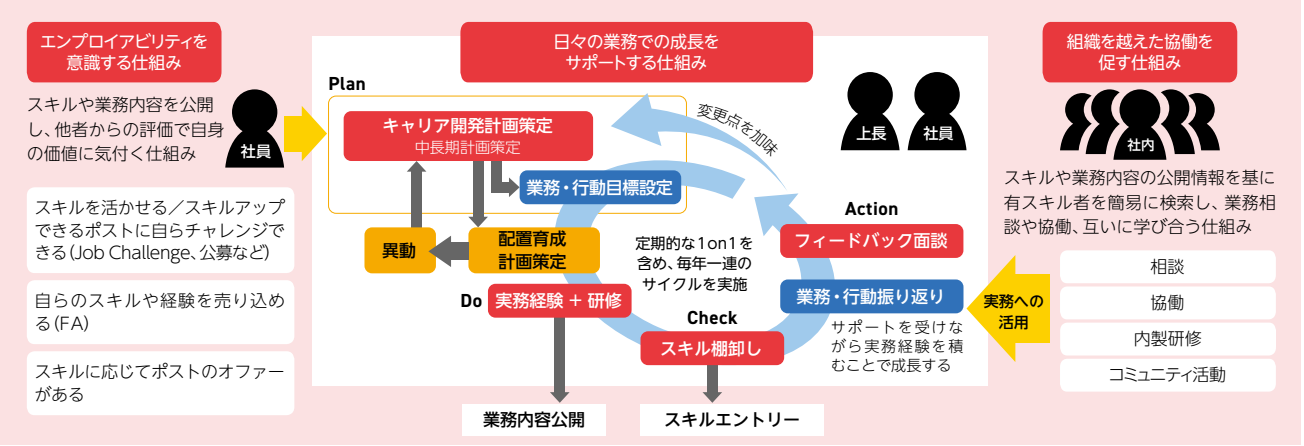 エンプロイアビリティを
意識する仕組み
スキルや業務内容を公開
し、他者からの評価で自身
の価値に気付く仕組み
社員
スキルを活かせる／スキルアップ
できるポストに自らチャレンジで
きる（Job Challenge、公募など）
自らのスキルや経験を売り込め
る（FA）
スキルに応じてポストのオファー
がある
日々の業務での成長を
サポートする仕組み
Plan
キャリア開発計画策定
中長期計画策定
業務・行動目標設定
変更点を加味
上長
社員
異動
配置育成
計画策定
定期的な1on1を
含め、毎年一連の
サイクルを実施
Action
フィードバック面談
Do
実務経験 + 研修
業務・行動振り返り
サポートを受けな
がら実務経験を積
むことで成長する
Check
スキル棚卸し
業務内容公開
スキルエントリー
組織を越えた協働を
促す仕組み
社内
スキルや業務内容の公開情報を基に
有スキル者を簡易に検索し、業務相
談や協働、互いに学び合う仕組み
実務への
活用
相談
協働
内製研修
コミュニティ活動